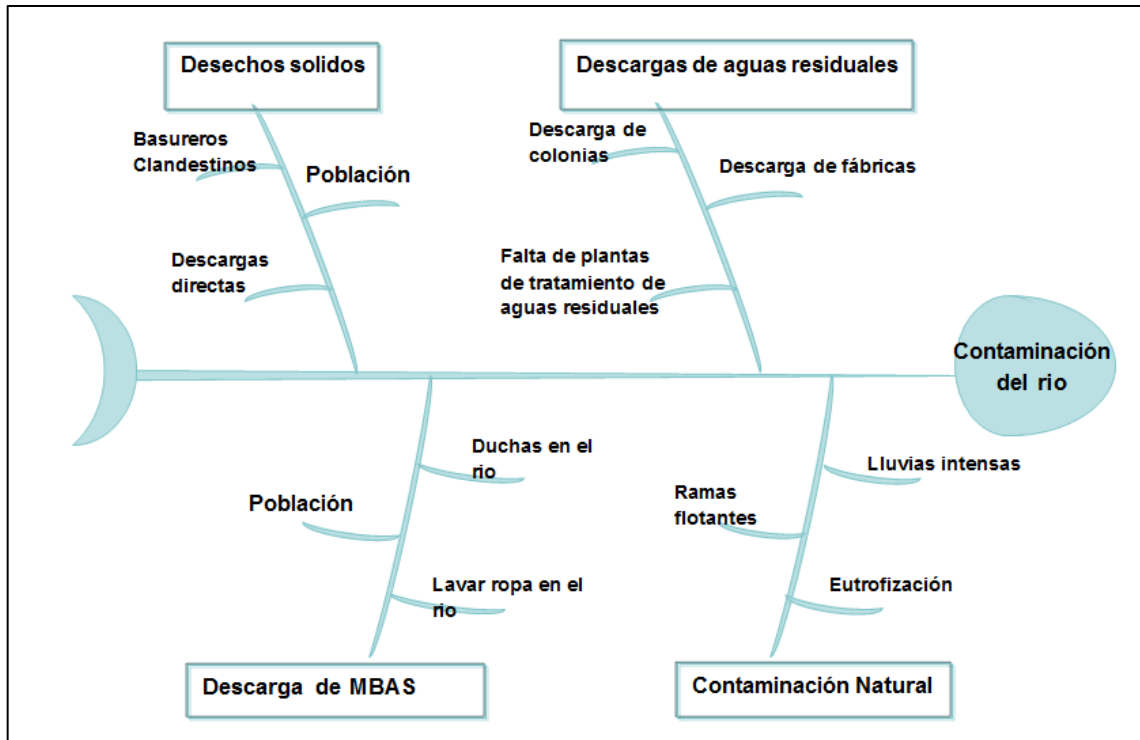 Desechos solidos
Basureros
Clandestinos
Población
Descargas
directas
Descargas de aguas residuales
Descarga de
colonias
Descarga de fábricas
Falta de plantas
de tratamiento de
aguas residuales
Contaminación
del rio
Duchas en el
rio
Población
Lavar ropa en el
rio
Descarga de MBAS
Lluvias intensas
Ramas
flotantes
Eutrofización
Contaminación Natural